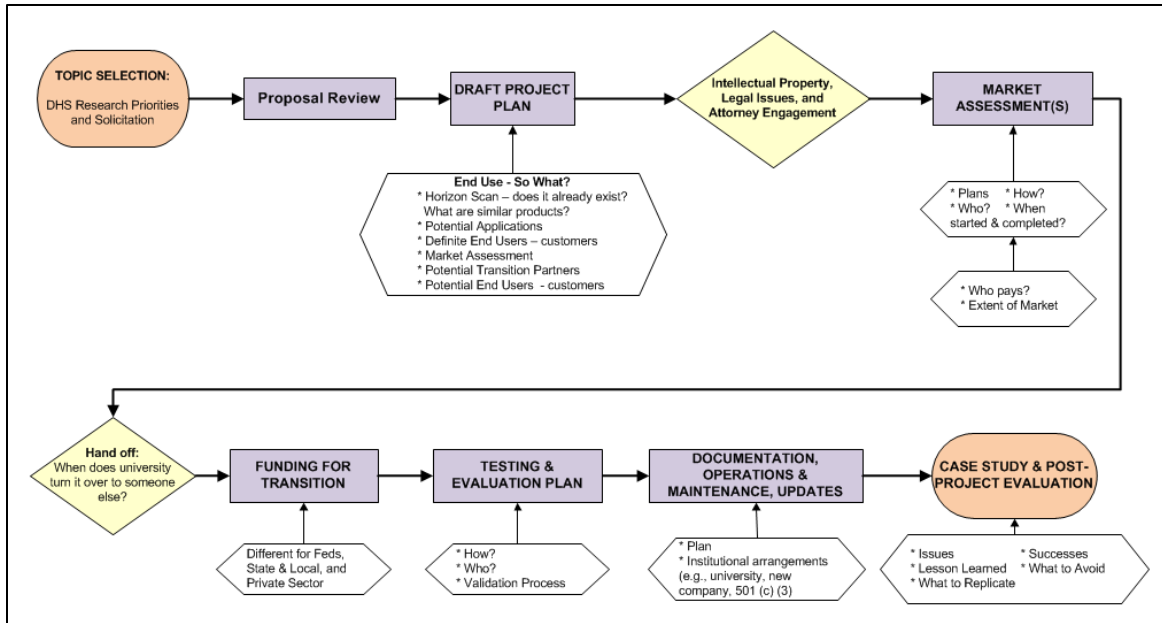 TOPIC SELECTION:
DHS Research Priorities
and Solicitation
Proposal Review
DRAFT PROJECT
PLAN
Intellectual Property,
Legal Issues, and
Attorney Engagement
MARKET
ASSESSMENT(S)
End Use - So What?
* Horizon Scan – does it already exist?
What are similar products?
* Potential Applications
* Definite End Users – customers
* Market Assessment
* Potential Transition Partners
* Potential End Users - customers
* Plans * How?
* Who? * When
started & completed?
* Who pays?
* Extent of Market
Hand off:
When does university
turn it over to someone
else?
FUNDING FOR
TRANSITION
TESTING &
EVALUATION PLAN
DOCUMENTATION,
OPERATIONS &
MAINTENANCE, UPDATES
CASE STUDY & POST-
PROJECT EVALUATION
Different for Feds,
State & Local, and
Private Sector
* How?
* Who?
* Validation Process
* Plan
* Institutional arrangements
(e.g., university, new
company, 501 (c) (3)
* Issues * Successes
* Lesson Learned * What to Avoid
* What to Replicate